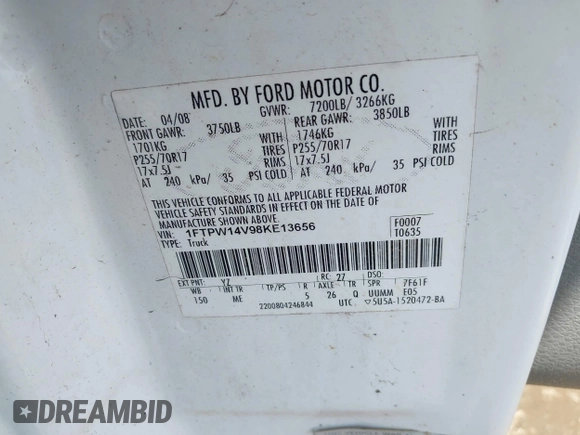 MFD. BY FORD MOTOR CO.
DATE: 04/08 GVWR: 7200LB/ 3266KG
FRONT GAWR: 3750LB REAR GAWR: 3850LB
1701KG WITH 1746KG WITH
P255/70R17 TIRES P255/70R17 TIRES
17x7.5J RIMS 17x7.5J RIMS
AT 240 kPa/ 35 PSI COLD AT 240 kPa/ 35 PSI COLD
THIS VEHICLE CONFORMS TO ALL APPLICABLE FEDERAL MOTOR
VEHICLE SAFETY STANDARDS IN EFFECT ON THE DATE OF
MANUFACTURE SHOWN ABOVE.
VIN: 1FTPW14V98KE13656 F0007
TYPE: Truck T0635
EXT PNT: YZ RC: 27 DSO:
WB INT TR TP/PS R AXLE TR SPR 7F61F
150 ME 5 26 Q UUMM E05
2200804246844 UTC 5U5A-1520472-BA
DREAMBID